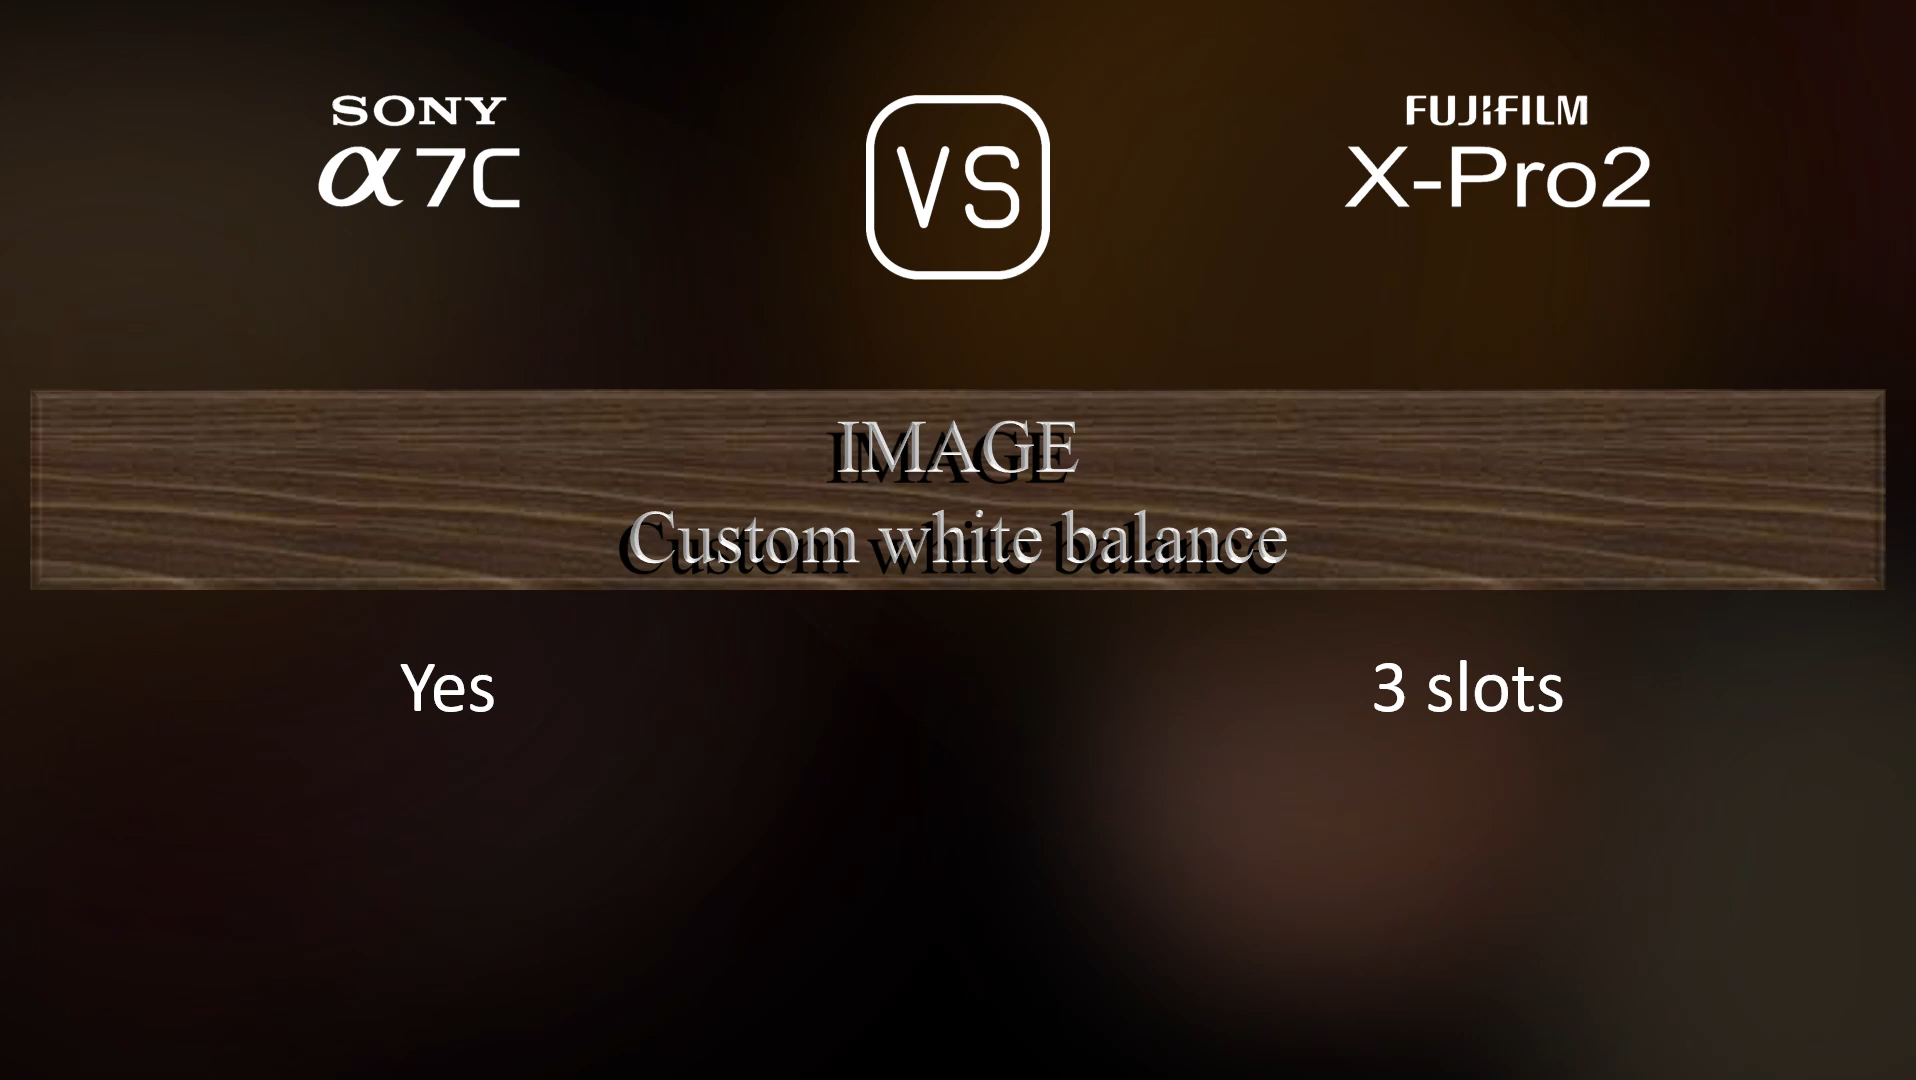 SONY
α7C
VS
FUJIFILM
X-Pro2
IMAGE
Custom white balance
Yes
3 slots